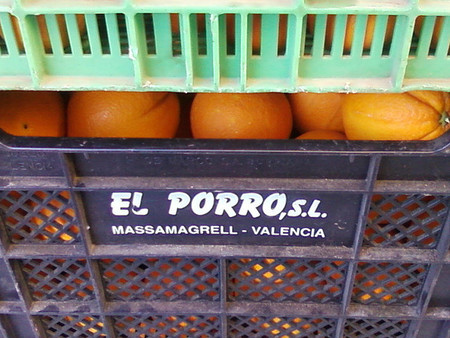 EL PORRO, S.L.
MASSAMAGRELL - VALENCIA